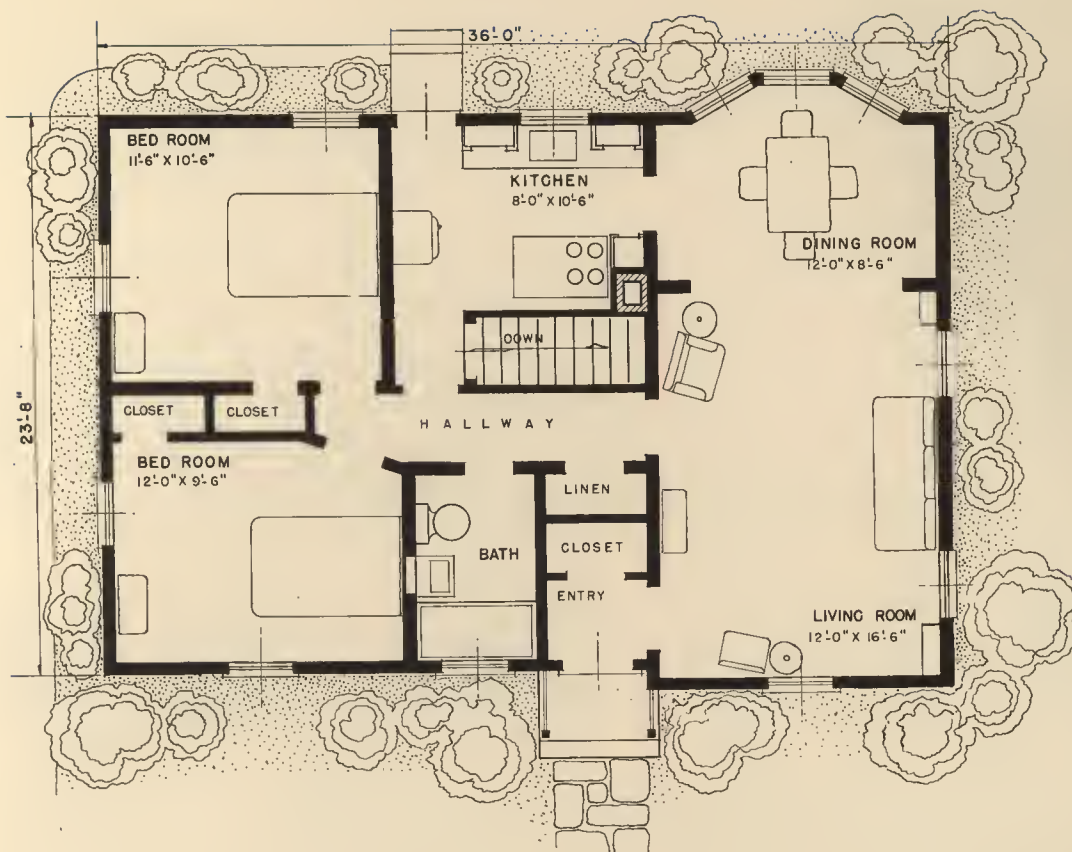 36'-0"
BED ROOM
11'-6" X 10'-6"
KITCHEN
8'-0" X 10'-6"
DINING ROOM
12'-0" X 8'-6"
DOWN
23'-8"
CLOSET
CLOSET
HALLWAY
BED ROOM
12'-0" X 9'-6"
LINEN
BATH
CLOSET
ENTRY
LIVING ROOM
12'-0" X 16'-6"